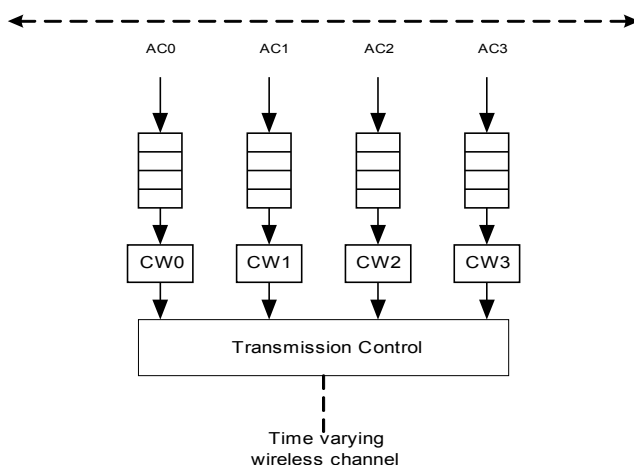 AC0 AC1 AC2 AC3
CW0 CW1 CW2 CW3
Transmission Control
Time varying
wireless channel